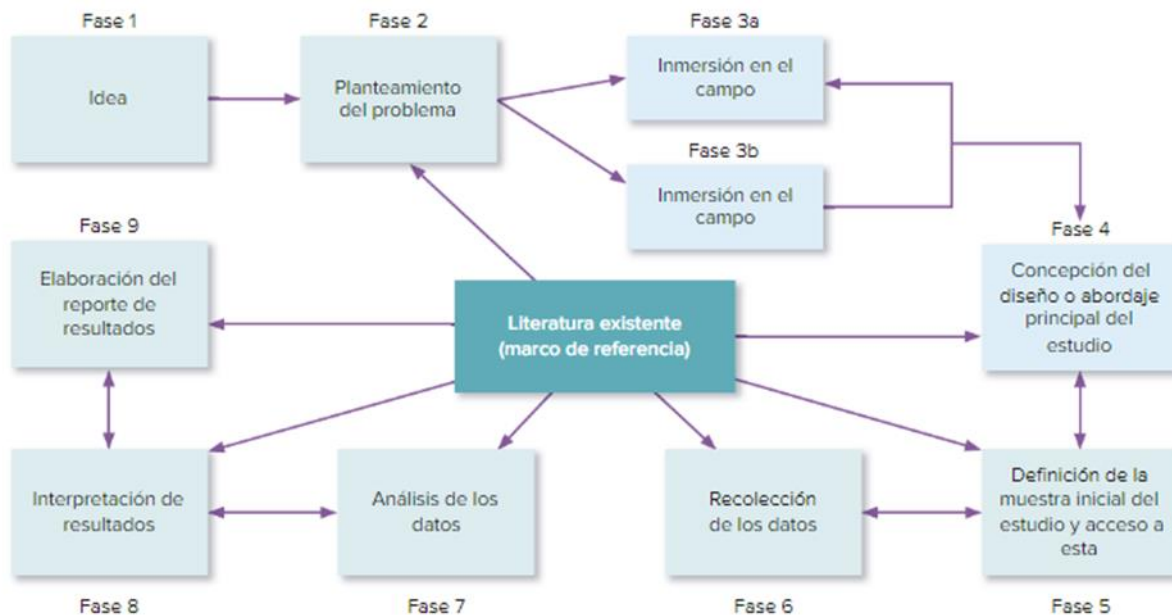 Fase 1
Idea
Fase 2
Planteamiento
del problema
Fase 3a
Inmersión en el
campo
Fase 3b
Inmersión en el
campo
Fase 4
Concepción del
diseño o abordaje
principal del
estudio
Fase 9
Elaboración del
reporte de
resultados
Literatura existente
(marco de referencia)
Interpretación de
resultados
Fase 8
Análisis de los
datos
Fase 7
Recolección
de los datos
Fase 6
Definición de la
muestra inicial del
estudio y acceso a
esta
Fase 5